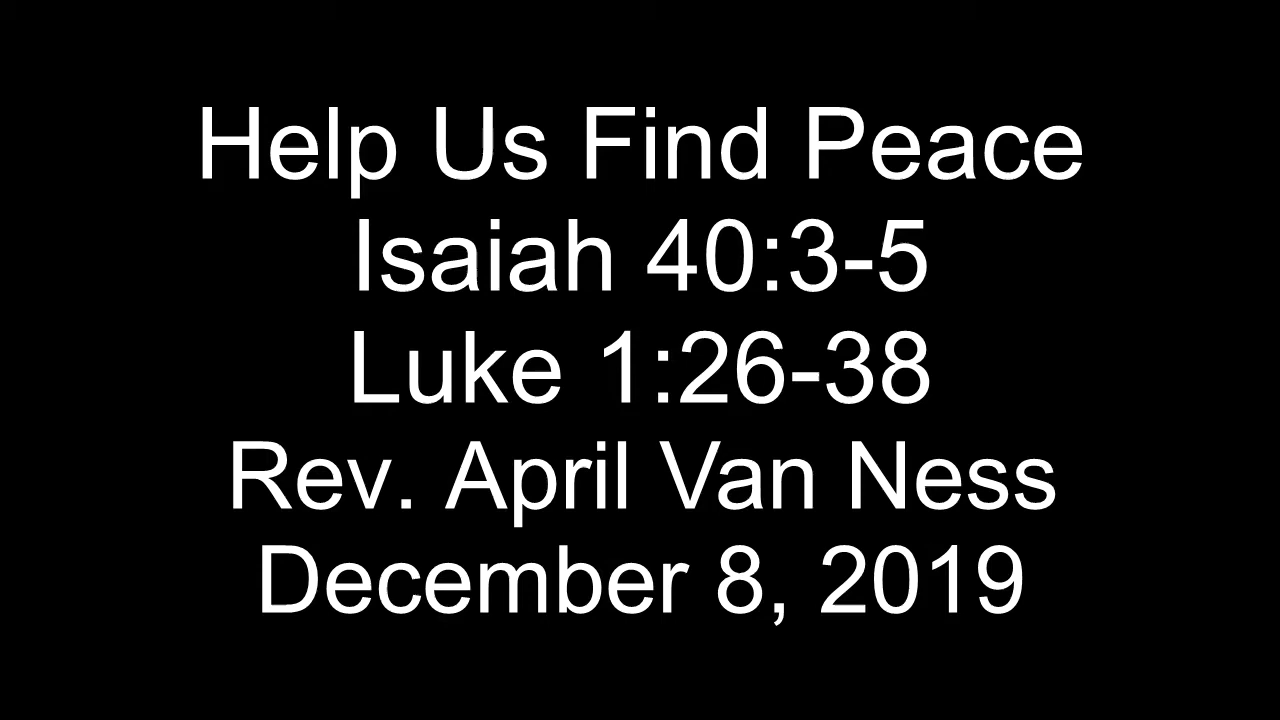 Help Us Find Peace
Isaiah 40:3-5
Luke 1:26-38
Rev. April Van Ness
December 8, 2019